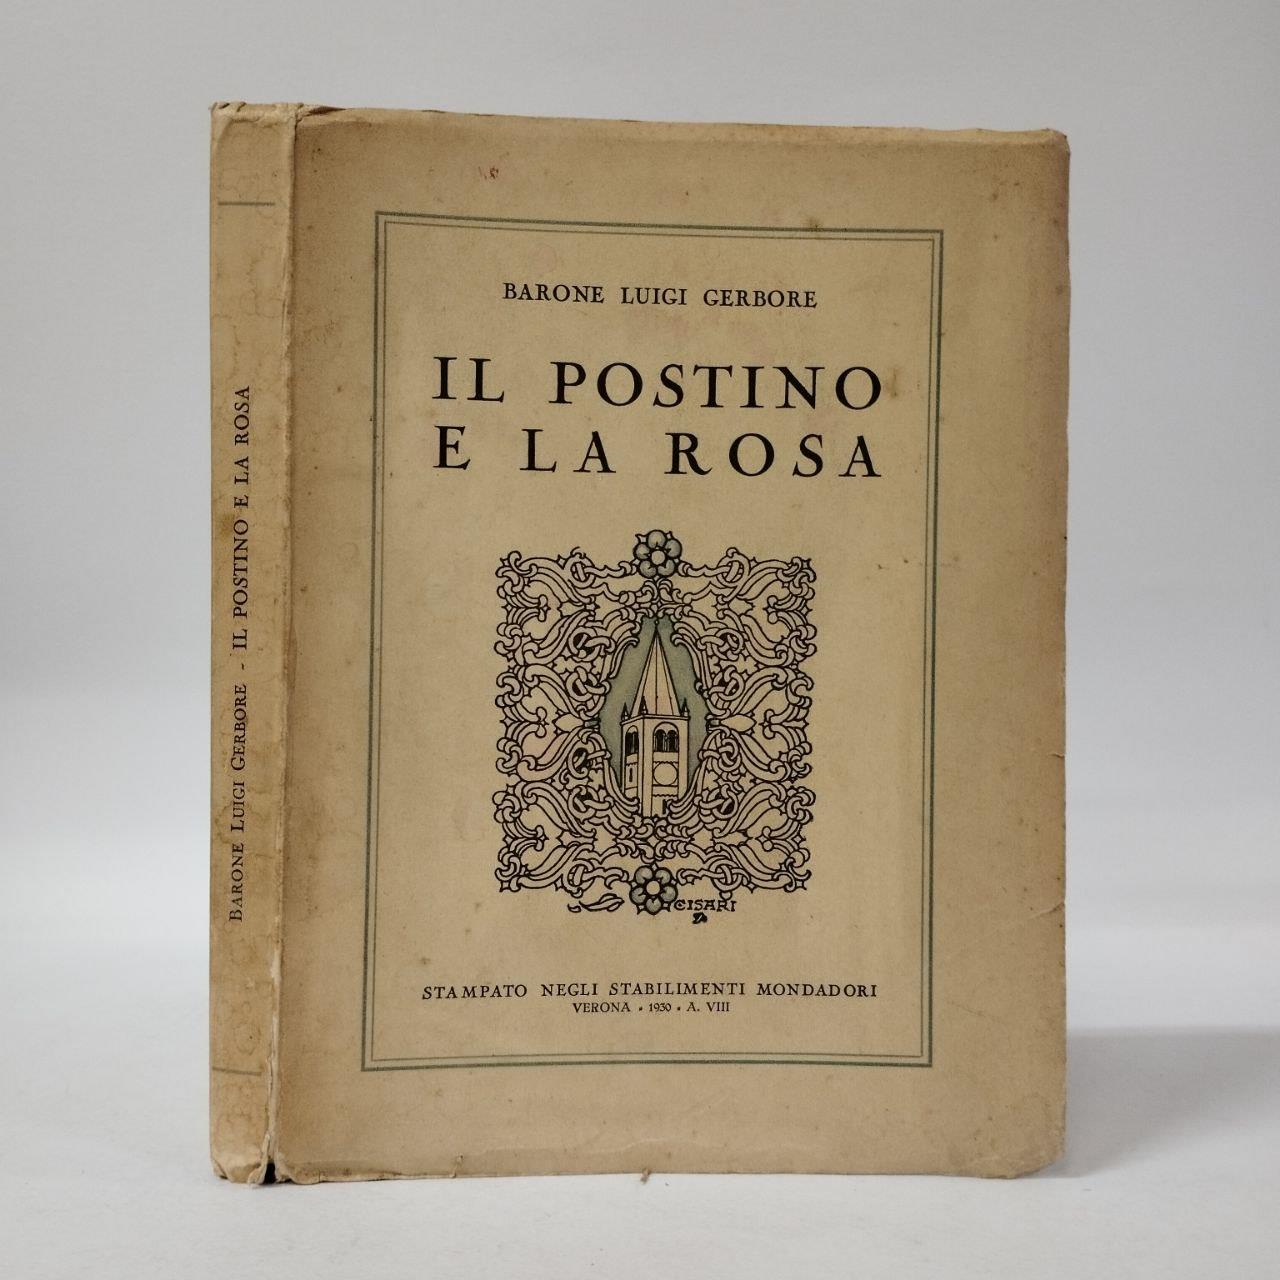 BARONE LUIGI GERBORE - IL POSTINO E LA ROSA
BARONE LUIGI GERBORE
IL POSTINO
E LA ROSA
CISARI
STAMPATO NEGLI STABILIMENTI MONDADORI
VERONA • 1930 • A. VIII